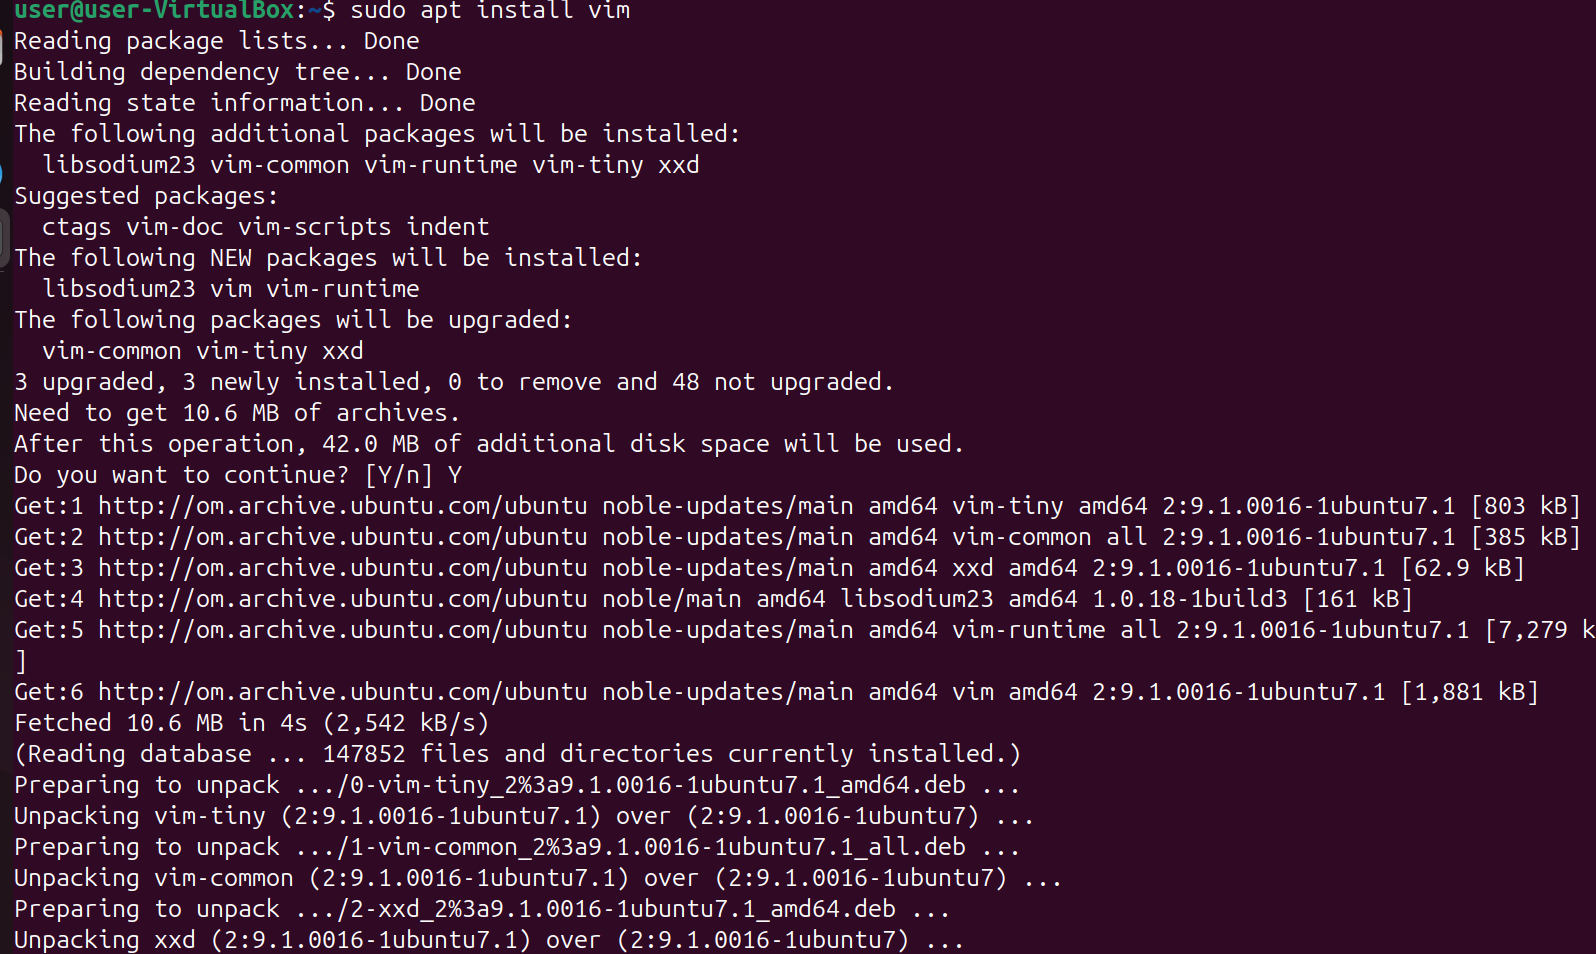 user@user-VirtualBox:~$ sudo apt install vim
Reading package lists... Done
Building dependency tree... Done
Reading state information... Done
The following additional packages will be installed:
  libsodium23 vim-common vim-runtime vim-tiny xxd
Suggested packages:
  ctags vim-doc vim-scripts indent
The following NEW packages will be installed:
  libsodium23 vim vim-runtime
The following packages will be upgraded:
  vim-common vim-tiny xxd
3 upgraded, 3 newly installed, 0 to remove and 48 not upgraded.
Need to get 10.6 MB of archives.
After this operation, 42.0 MB of additional disk space will be used.
Do you want to continue? [Y/n] Y
Get:1 http://om.archive.ubuntu.com/ubuntu noble-updates/main amd64 vim-tiny amd64 2:9.1.0016-1ubuntu7.1 [803 kB]
Get:2 http://om.archive.ubuntu.com/ubuntu noble-updates/main amd64 vim-common all 2:9.1.0016-1ubuntu7.1 [385 kB]
Get:3 http://om.archive.ubuntu.com/ubuntu noble-updates/main amd64 xxd amd64 2:9.1.0016-1ubuntu7.1 [62.9 kB]
Get:4 http://om.archive.ubuntu.com/ubuntu noble/main amd64 libsodium23 amd64 1.0.18-1build3 [161 kB]
Get:5 http://om.archive.ubuntu.com/ubuntu noble-updates/main amd64 vim-runtime all 2:9.1.0016-1ubuntu7.1 [7,279 k
]
Get:6 http://om.archive.ubuntu.com/ubuntu noble-updates/main amd64 vim amd64 2:9.1.0016-1ubuntu7.1 [1,881 kB]
Fetched 10.6 MB in 4s (2,542 kB/s)
(Reading database ... 147852 files and directories currently installed.)
Preparing to unpack .../0-vim-tiny_2%3a9.1.0016-1ubuntu7.1_amd64.deb ...
Unpacking vim-tiny (2:9.1.0016-1ubuntu7.1) over (2:9.1.0016-1ubuntu7) ...
Preparing to unpack .../1-vim-common_2%3a9.1.0016-1ubuntu7.1_all.deb ...
Unpacking vim-common (2:9.1.0016-1ubuntu7.1) over (2:9.1.0016-1ubuntu7) ...
Preparing to unpack .../2-xxd_2%3a9.1.0016-1ubuntu7.1_amd64.deb ...
Unpacking xxd (2:9.1.0016-1ubuntu7.1) over (2:9.1.0016-1ubuntu7) ...